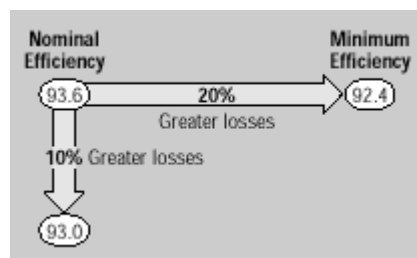 Nominal
Efficiency
Minimum
Efficiency
93.6
20%
92.4
Greater losses
10% Greater losses
93.0